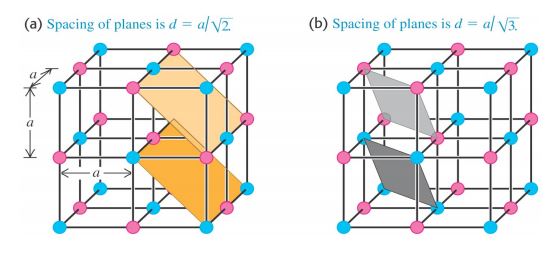 (a) Spacing of planes is d = a/√2.
(b) Spacing of planes is d = a/√3.
a
a
a